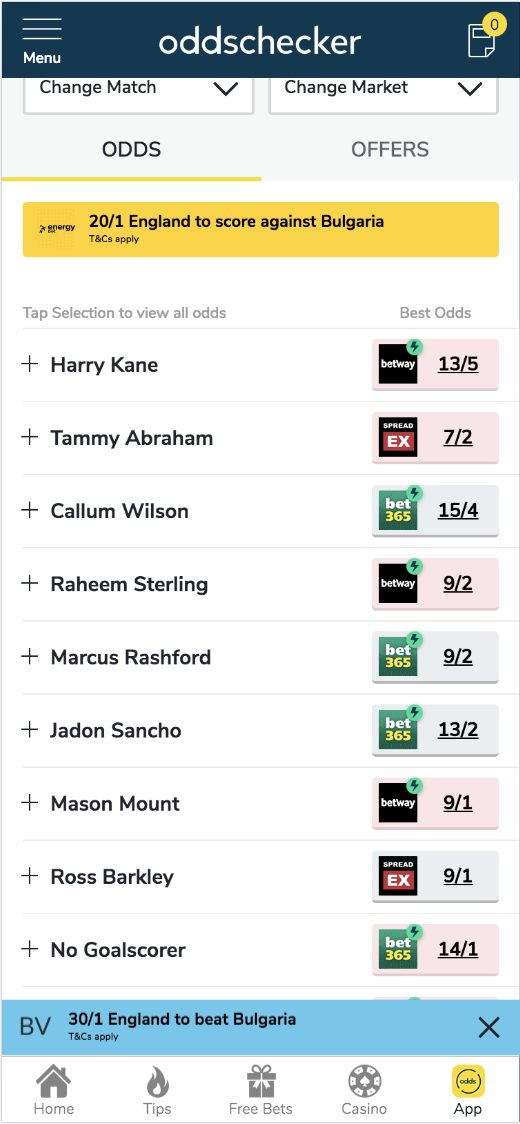 0
oddschecker
Menu
Change Match
Change Market
ODDS
OFFERS
energy
20/1 England to score against Bulgaria
T&Cs apply
Tap Selection to view all odds
Best Odds
Harry Kane
betway
13/5
Tammy Abraham
SPREAD
EX
7/2
Callum Wilson
bet
365
15/4
Raheem Sterling
betway
9/2
Marcus Rashford
bet
365
9/2
Jadon Sancho
bet
365
13/2
Mason Mount
betway
9/1
Ross Barkley
SPREAD
EX
9/1
No Goalscorer
bet
365
14/1
BV
30/1 England to beat Bulgaria
T&Cs apply
odds
Home
Tips
Free Bets
Casino
App